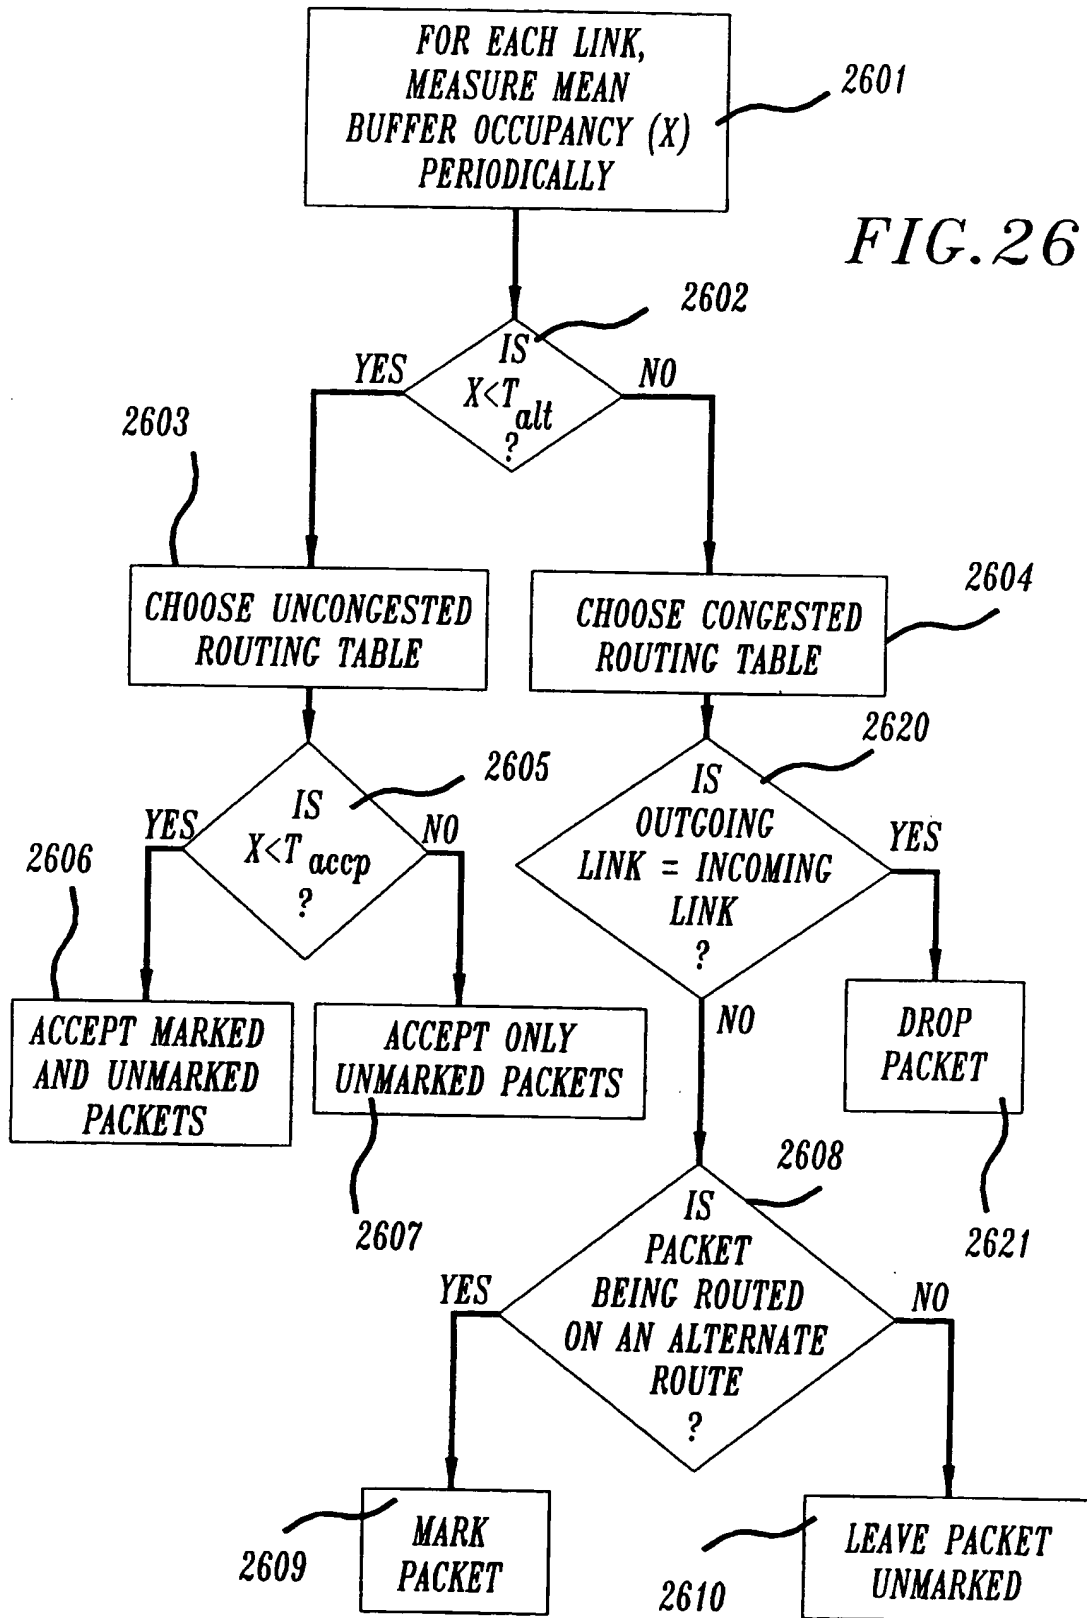 FOR EACH LINK,
MEASURE MEAN
BUFFER OCCUPANCY (X)
PERIODICALLY
2601
FIG.26
2602
IS
X<T alt
?
YES
NO
2603
CHOOSE UNCONGESTED
ROUTING TABLE
2604
CHOOSE CONGESTED
ROUTING TABLE
2605
IS
X<T accp
?
YES
NO
2620
IS
OUTGOING
LINK = INCOMING
LINK
?
YES
NO
2606
ACCEPT MARKED
AND UNMARKED
PACKETS
ACCEPT ONLY
UNMARKED PACKETS
2607
DROP
PACKET
2621
2608
IS
PACKET
BEING ROUTED
ON AN ALTERNATE
ROUTE
?
YES
NO
2609
MARK
PACKET
2610
LEAVE PACKET
UNMARKED